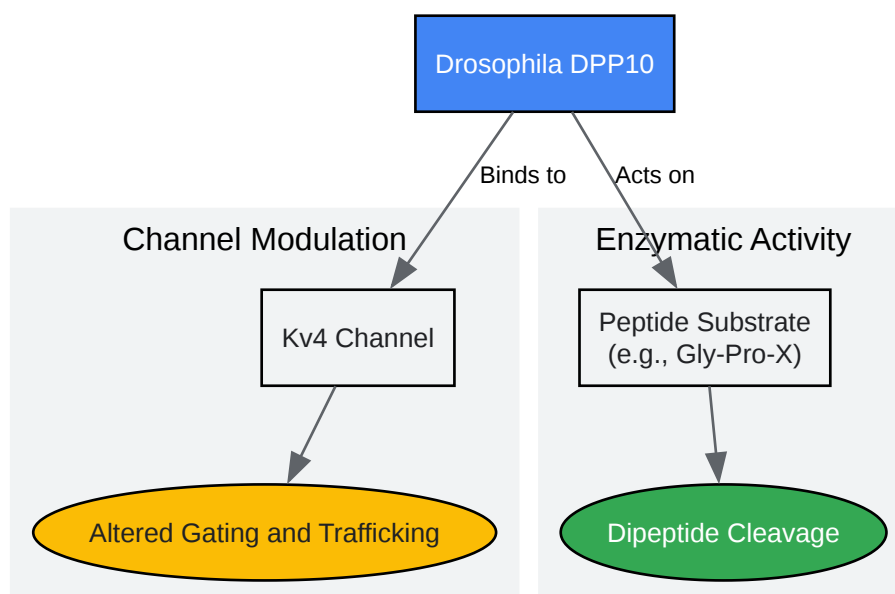 Drosophila DPP10
Binds to
Acts on
Channel Modulation
Enzymatic Activity
Kv4 Channel
Peptide Substrate
(e.g., Gly-Pro-X)
Altered Gating and Trafficking
Dipeptide Cleavage